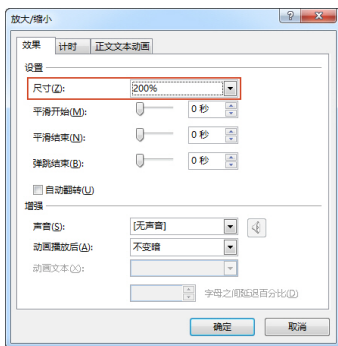 放大/缩小
效果 计时 正文文本动画
设置
尺寸(Z): 200%
平滑开始(M): 0 秒
平滑结束(N): 0 秒
弹跳结束(B): 0 秒
自动翻转(U)
增强
声音(S): [无声音]
动画播放后(A): 不变暗
动画文本(X):
字母之间延迟百分比(D)
确定 取消